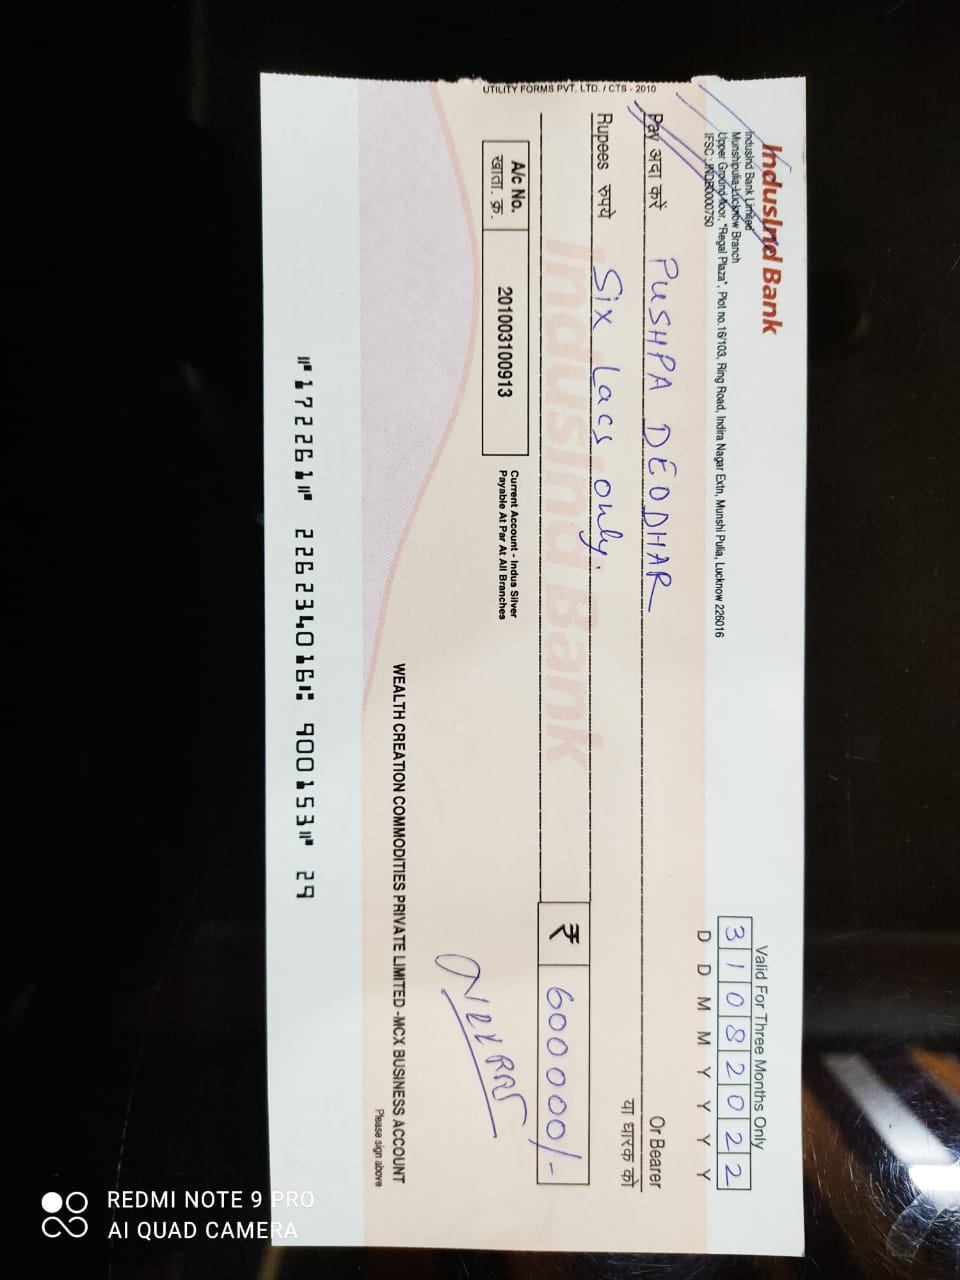 IndusInd Bank
IndusInd Bank Limited
Munshipulia-Lucknow Branch
Upper Ground floor, "Regal Plaza", Plot no.16/103, Ring Road, Indira Nagar Extn, Munshi Pulia, Lucknow 226016
IFSC : INDB0000750
Valid For Three Months Only
3 1 0 8 2 0 2 2
D D M M Y Y Y Y
Pay अदा करें PUSHPA DEODHAR Or Bearer
या धारक को
Rupees रुपये Six Lacs only.
₹ 600000/-
A/c No.
खाता. क्र.
201003100913
Current Account - Indus Silver
Payable At Par At All Branches
UTILITY FORMS PVT. LTD. / CTS - 2010
IndusInd Bank
WEALTH CREATION COMMODITIES PRIVATE LIMITED -MCX BUSINESS ACCOUNT
Please sign above
⑈172261⑈ 226234016⑆ 900153⑈ 29
REDMI NOTE 9 PRO
AI QUAD CAMERA